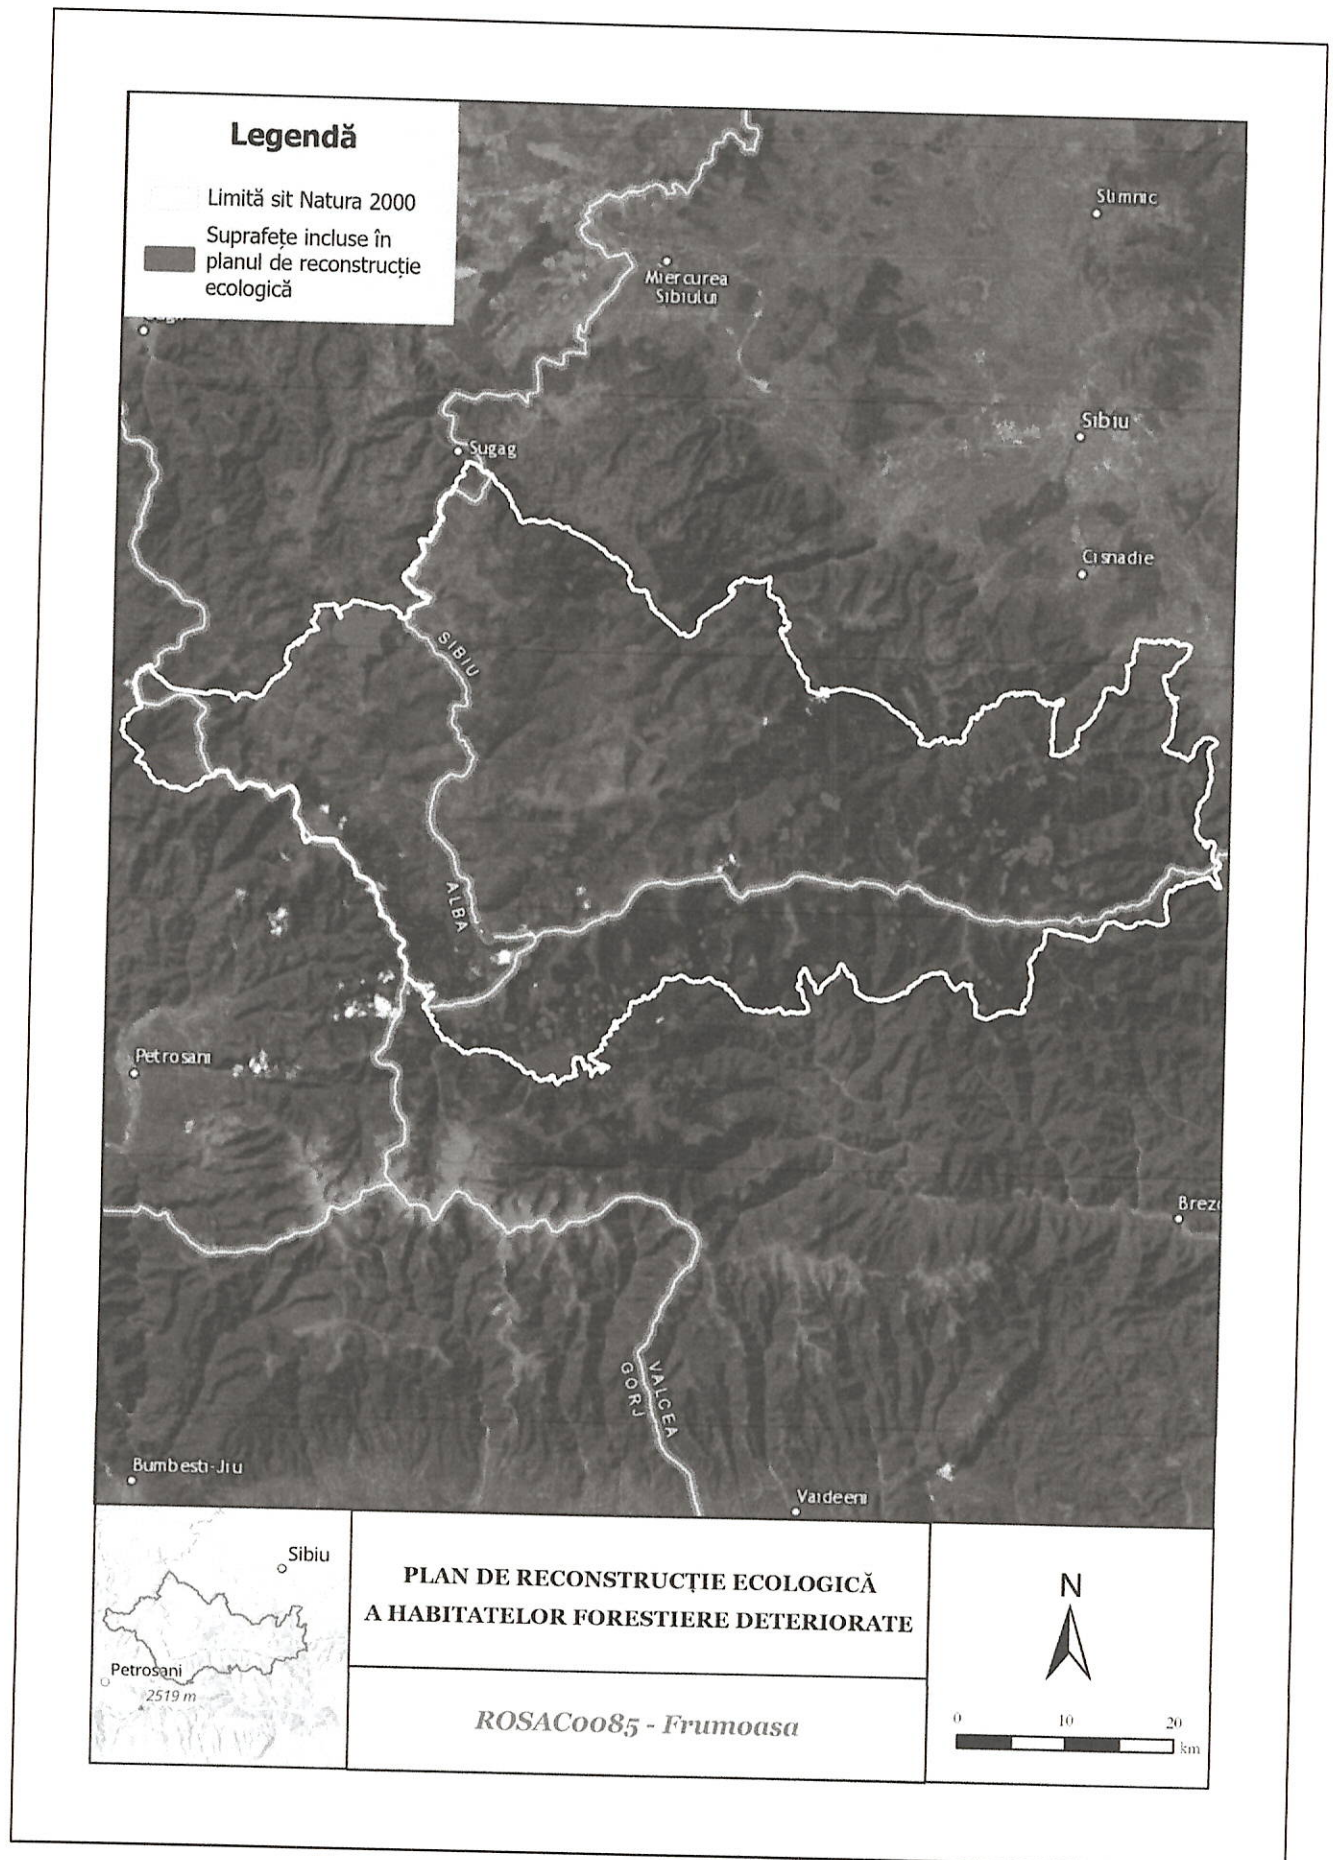 Legendă
Limită sit Natura 2000
Suprafețe incluse în
planul de reconstrucție
ecologică
Slimnic
Miercurea
Sibiului
Sibiu
Sugag
Cisnadie
SIBIU
ALBA
Petrosani
Brezo
VALCEA
GORJ
Bumbesti-Jiu
Vaideeni
Sibiu
Petroșani
2519 m
PLAN DE RECONSTRUCȚIE ECOLOGICĂ
A HABITATELOR FORESTIERE DETERIORATE
ROSAC0085 - Frumoasa
N
0 10 20
km